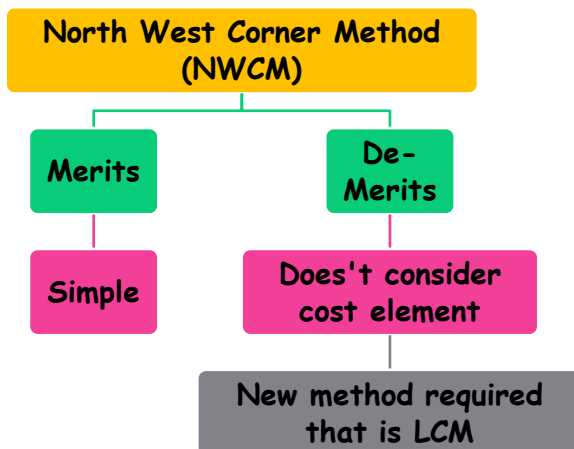 North West Corner Method
(NWCM)
Merits
De-
Merits
Simple
Does't consider
cost element
New method required
that is LCM